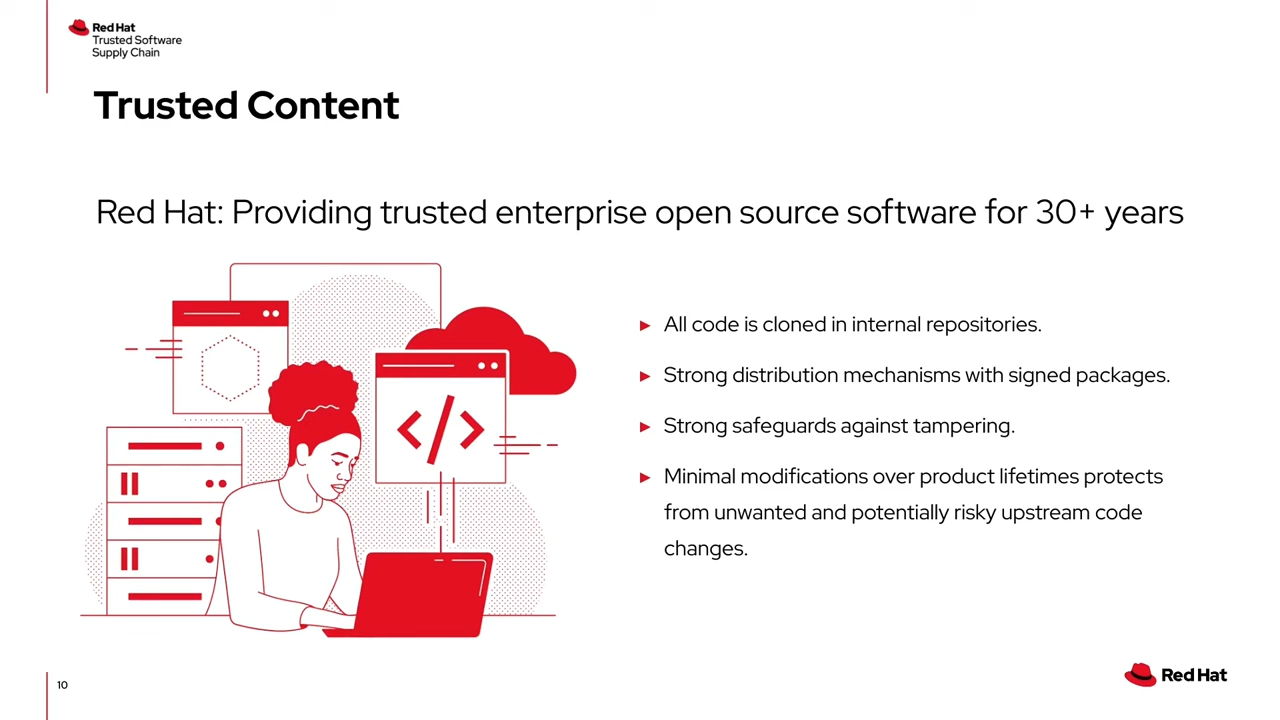 Red Hat
Trusted Software
Supply Chain
Trusted Content
Red Hat: Providing trusted enterprise open source software for 30+ years
</>
▸ All code is cloned in internal repositories.
▸ Strong distribution mechanisms with signed packages.
▸ Strong safeguards against tampering.
▸ Minimal modifications over product lifetimes protects
from unwanted and potentially risky upstream code
changes.
10
Red Hat